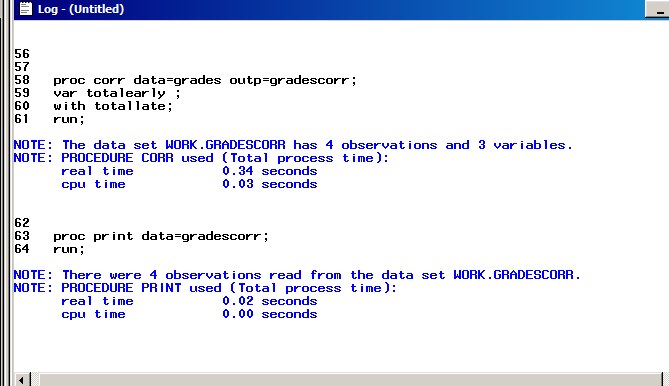 Log - (Untitled)
56
57
58 proc corr data=grades outp=gradescorr;
59 var totalearly ;
60 with totallate;
61 run;
NOTE: The data set WORK.GRADESCORR has 4 observations and 3 variables.
NOTE: PROCEDURE CORR used (Total process time):
real time 0.34 seconds
cpu time 0.03 seconds
62
63 proc print data=gradescorr;
64 run;
NOTE: There were 4 observations read from the data set WORK.GRADESCORR.
NOTE: PROCEDURE PRINT used (Total process time):
real time 0.02 seconds
cpu time 0.00 seconds